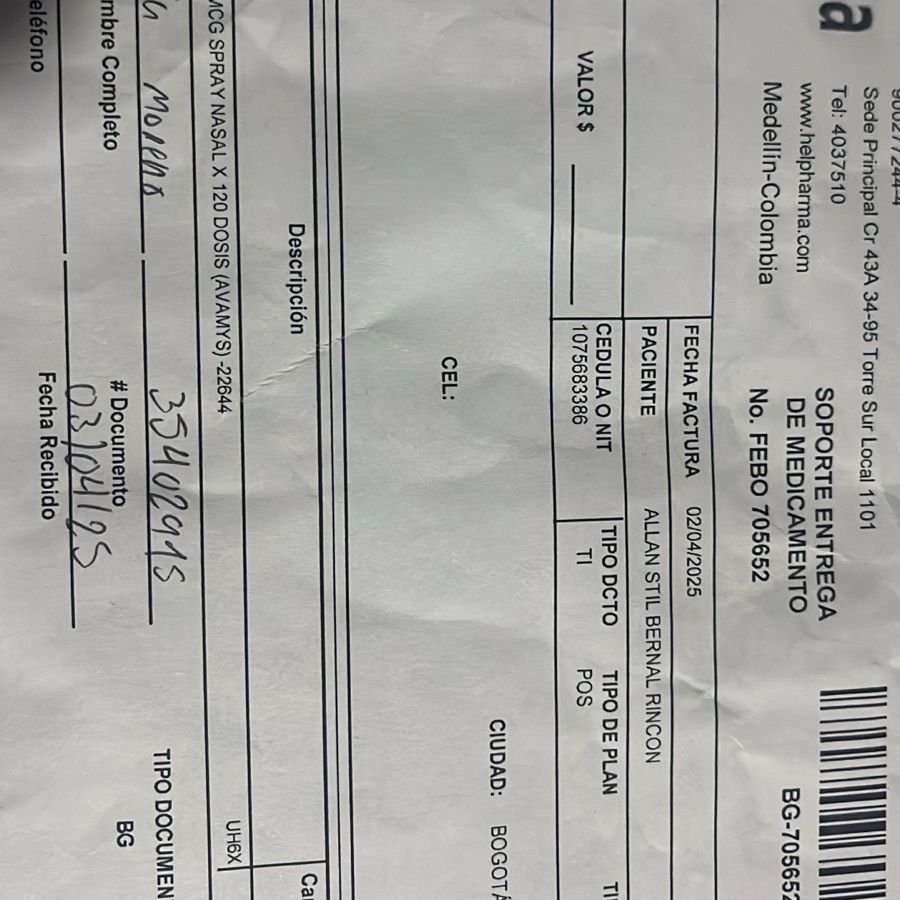 a
900277244-4
Sede Principal Cr 43A 34-95 Torre Sur Local 1101
Tel: 4037510
www.helpharma.com
Medellín-Colombia
SOPORTE ENTREGA
DE MEDICAMENTO
No. FEBO 705652
BG-705652
FECHA FACTURA 02/04/2025
PACIENTE ALLAN STIL BERNAL RINCON
VALOR $ CEDULA O NIT TIPO DCTO TIPO DE PLAN
1075683386 TI POS
CIUDAD: BOGOTÁ
CEL:
Descripción
MCG SPRAY NASAL X 120 DOSIS (AVAMYS) -22644 UH6X
Moreno 35402915 TIPO DOCUMEN
mbre Completo # Documento BG
03/04/25
eléfono Fecha Recibido